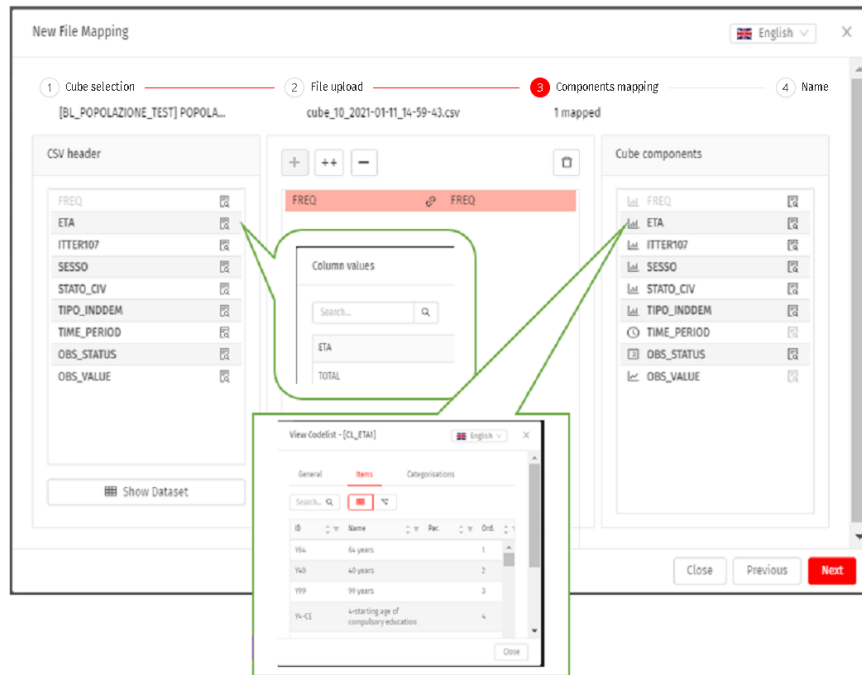 New File Mapping
English
1 Cube selection
2 File upload
3 Components mapping
4 Name
[BL_POPOLAZIONE_TEST] POPOLA...
cube_10_2021-01-11_14-59-43.csv
1 mapped
CSV header
FREQ
ETA
ITTER107
SESSO
STATO_CIV
TIPO_INDDEM
TIME_PERIOD
OBS_STATUS
OBS_VALUE
Show Dataset
+ ++ −
FREQ FREQ
Column values
Search...
ETA
TOTAL
Cube components
FREQ
ETA
ITTER107
SESSO
STATO_CIV
TIPO_INDDEM
TIME_PERIOD
OBS_STATUS
OBS_VALUE
View Codelist - [CL_ETA1]
English
General Items Categorisations
Search...
ID Name Par. Ord.
Y64 64 years 1
Y40 40 years 2
Y99 99 years 3
Y4-CE 4-starting age of
compulsory education 4
Close
Close Previous Next